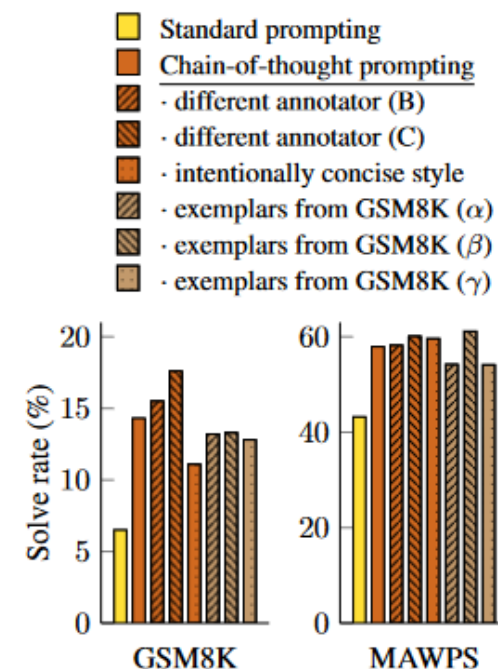 Standard prompting
Chain-of-thought prompting
· different annotator (B)
· different annotator (C)
· intentionally concise style
· exemplars from GSM8K (α)
· exemplars from GSM8K (β)
· exemplars from GSM8K (γ)
Solve rate (%)
20
15
10
5
0
GSM8K
60
40
20
0
MAWPS